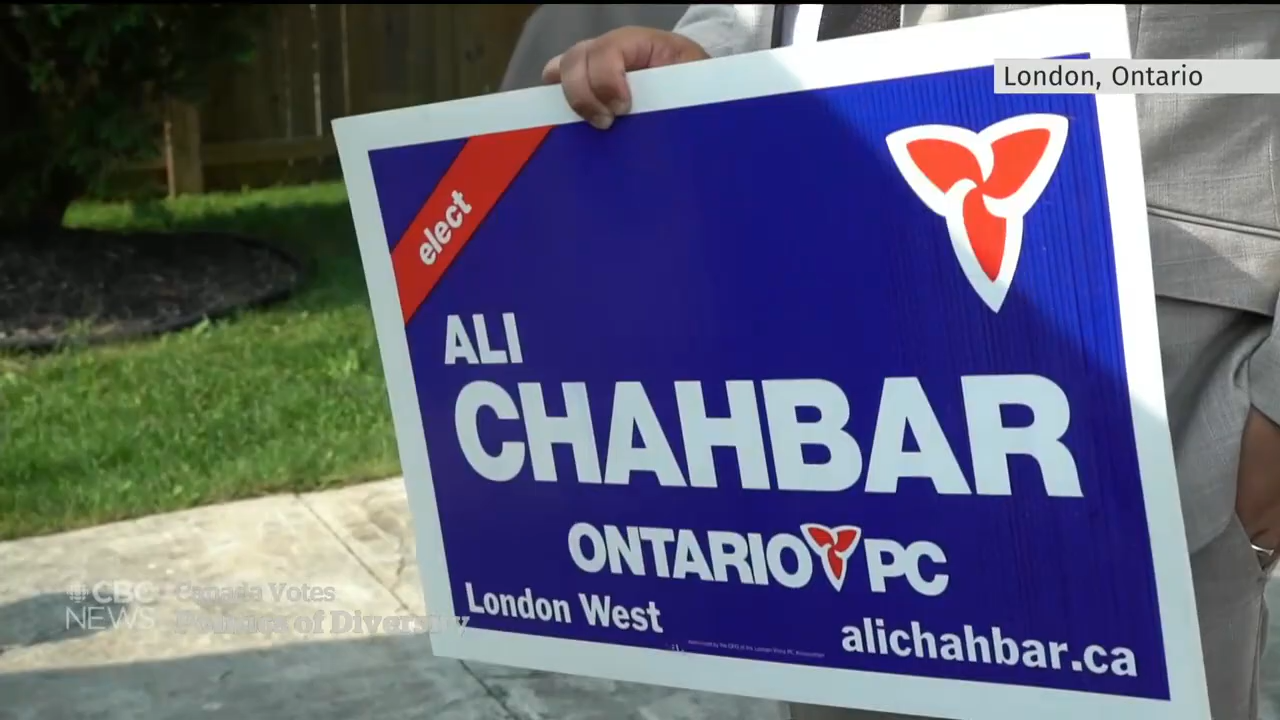 London, Ontario
elect
ALI
CHAHBAR
ONTARIO PC
London West
alichahbar.ca
CBC
NEWS
Canada Votes
Politics of Diversity